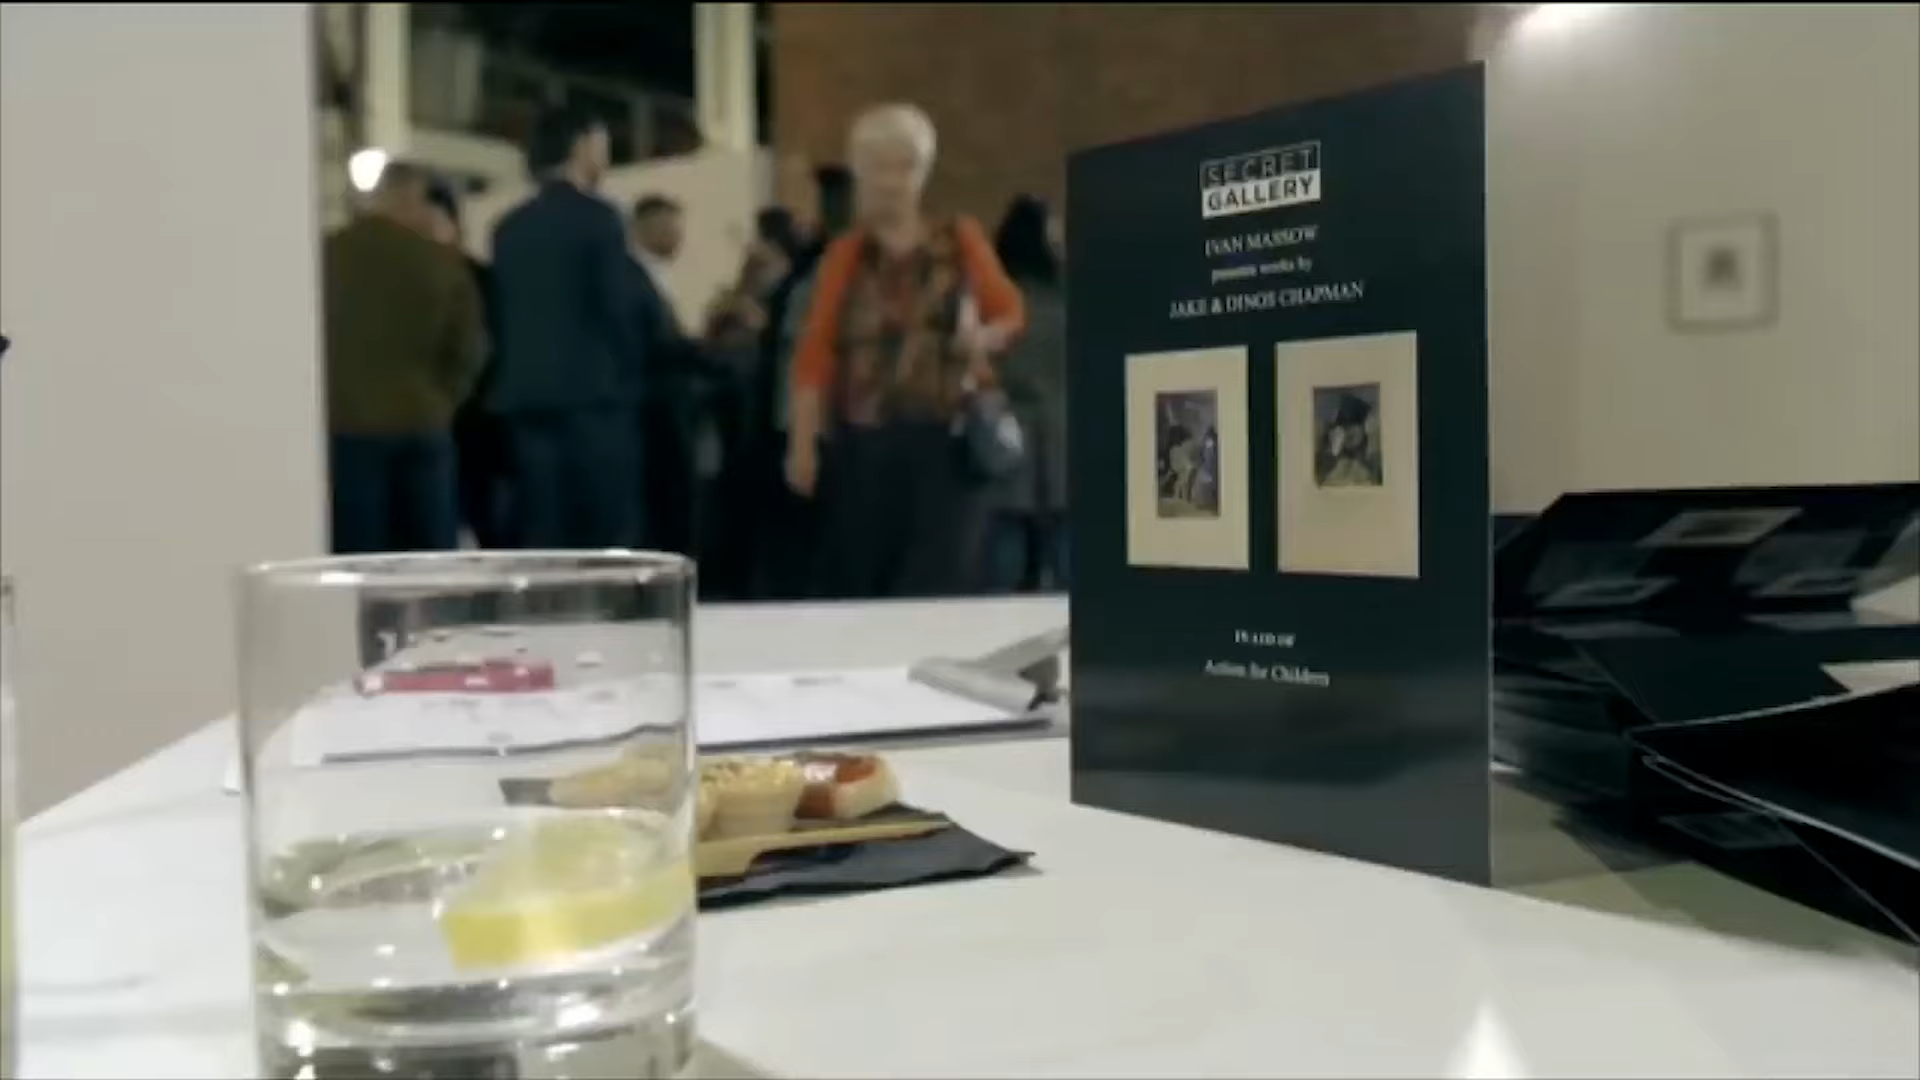 SECRET
GALLERY
IVAN MASSOW
presents works by
JAKE & DINOS CHAPMAN
IN AID OF
Action for Children